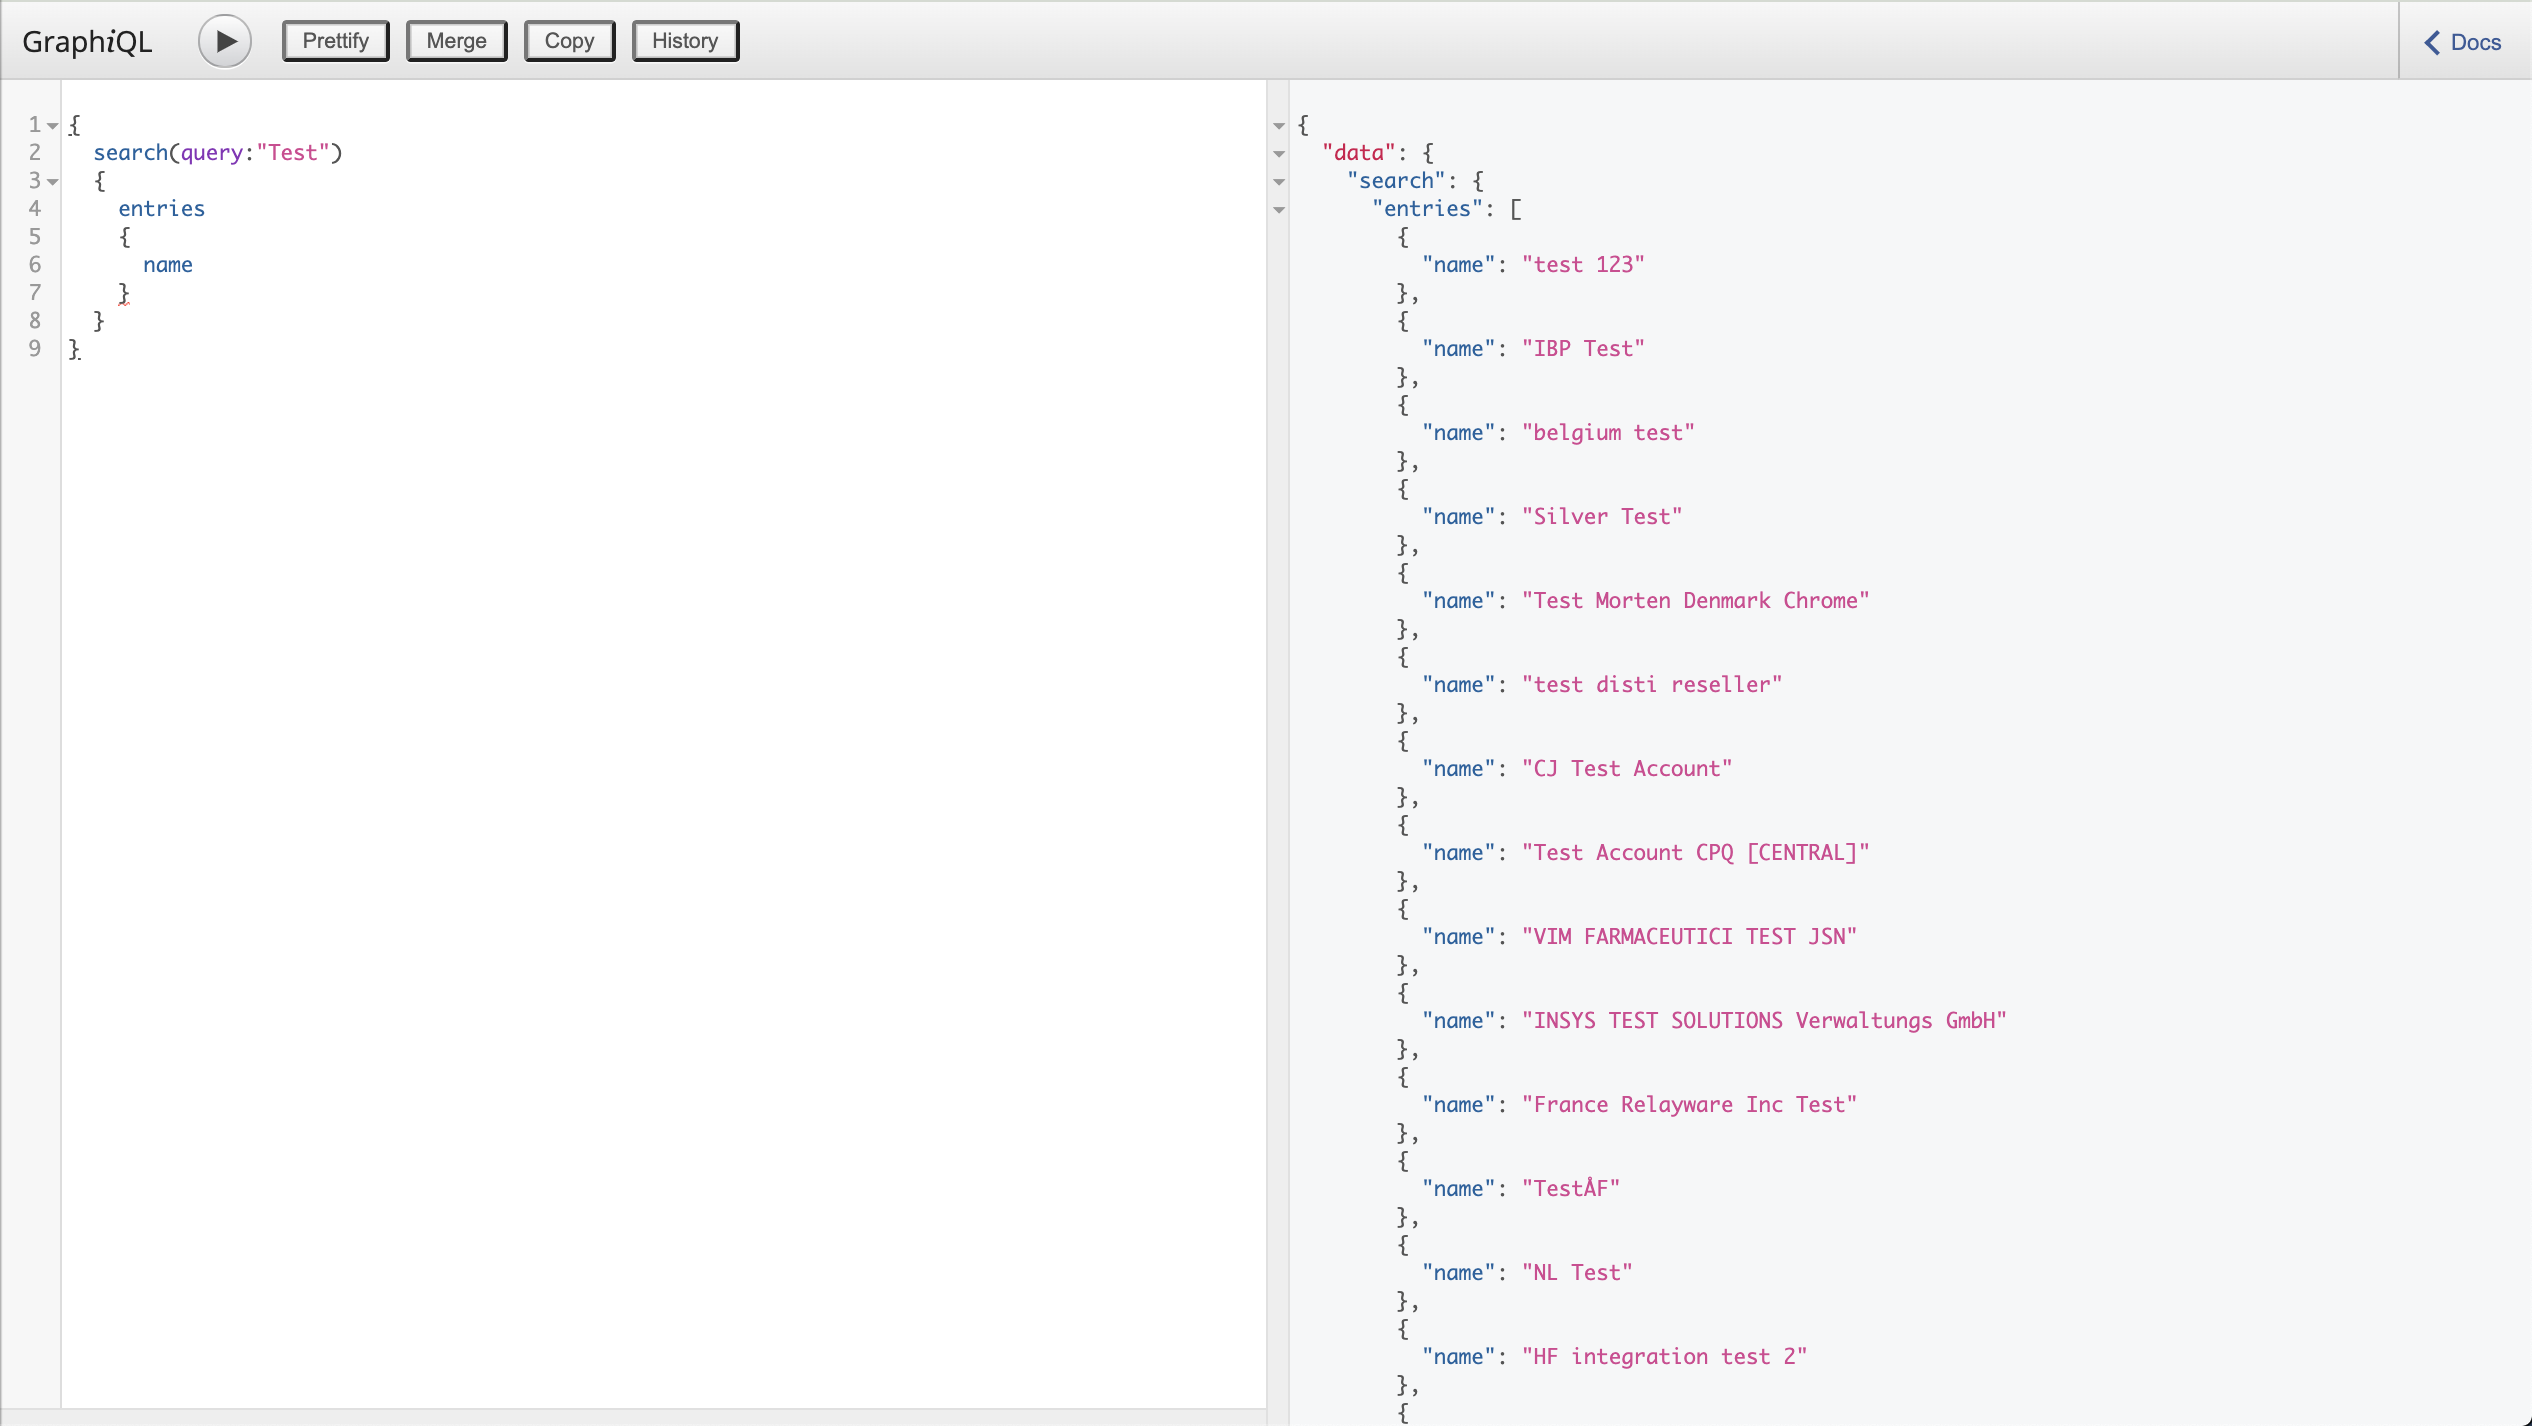 GraphiQL Prettify Merge Copy History Docs
1 {
2 search(query:"Test")
3 {
4 entries
5 {
6 name
7 }
8 }
9 }
{
"data": {
"search": {
"entries": [
{
"name": "test 123"
},
{
"name": "IBP Test"
},
{
"name": "belgium test"
},
{
"name": "Silver Test"
},
{
"name": "Test Morten Denmark Chrome"
},
{
"name": "test disti reseller"
},
{
"name": "CJ Test Account"
},
{
"name": "Test Account CPQ [CENTRAL]"
},
{
"name": "VIM FARMACEUTICI TEST JSN"
},
{
"name": "INSYS TEST SOLUTIONS Verwaltungs GmbH"
},
{
"name": "France Relayware Inc Test"
},
{
"name": "TestÅF"
},
{
"name": "NL Test"
},
{
"name": "HF integration test 2"
},
{